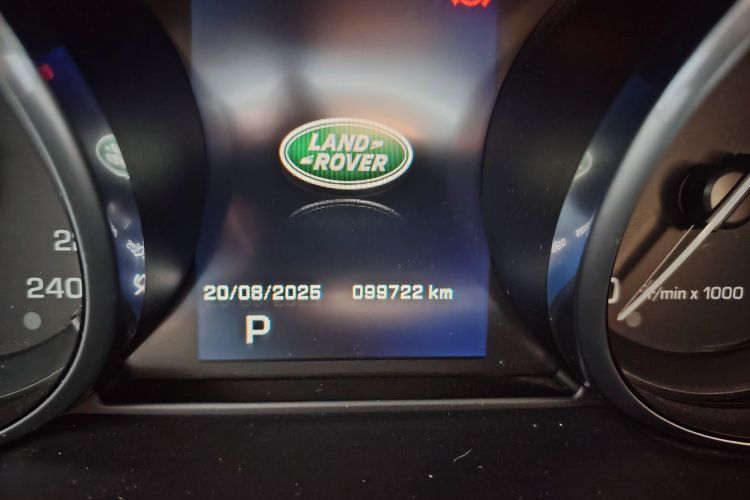 LAND-
-ROVER
240
r/min x 1000
20/08/2025 099722 km
P